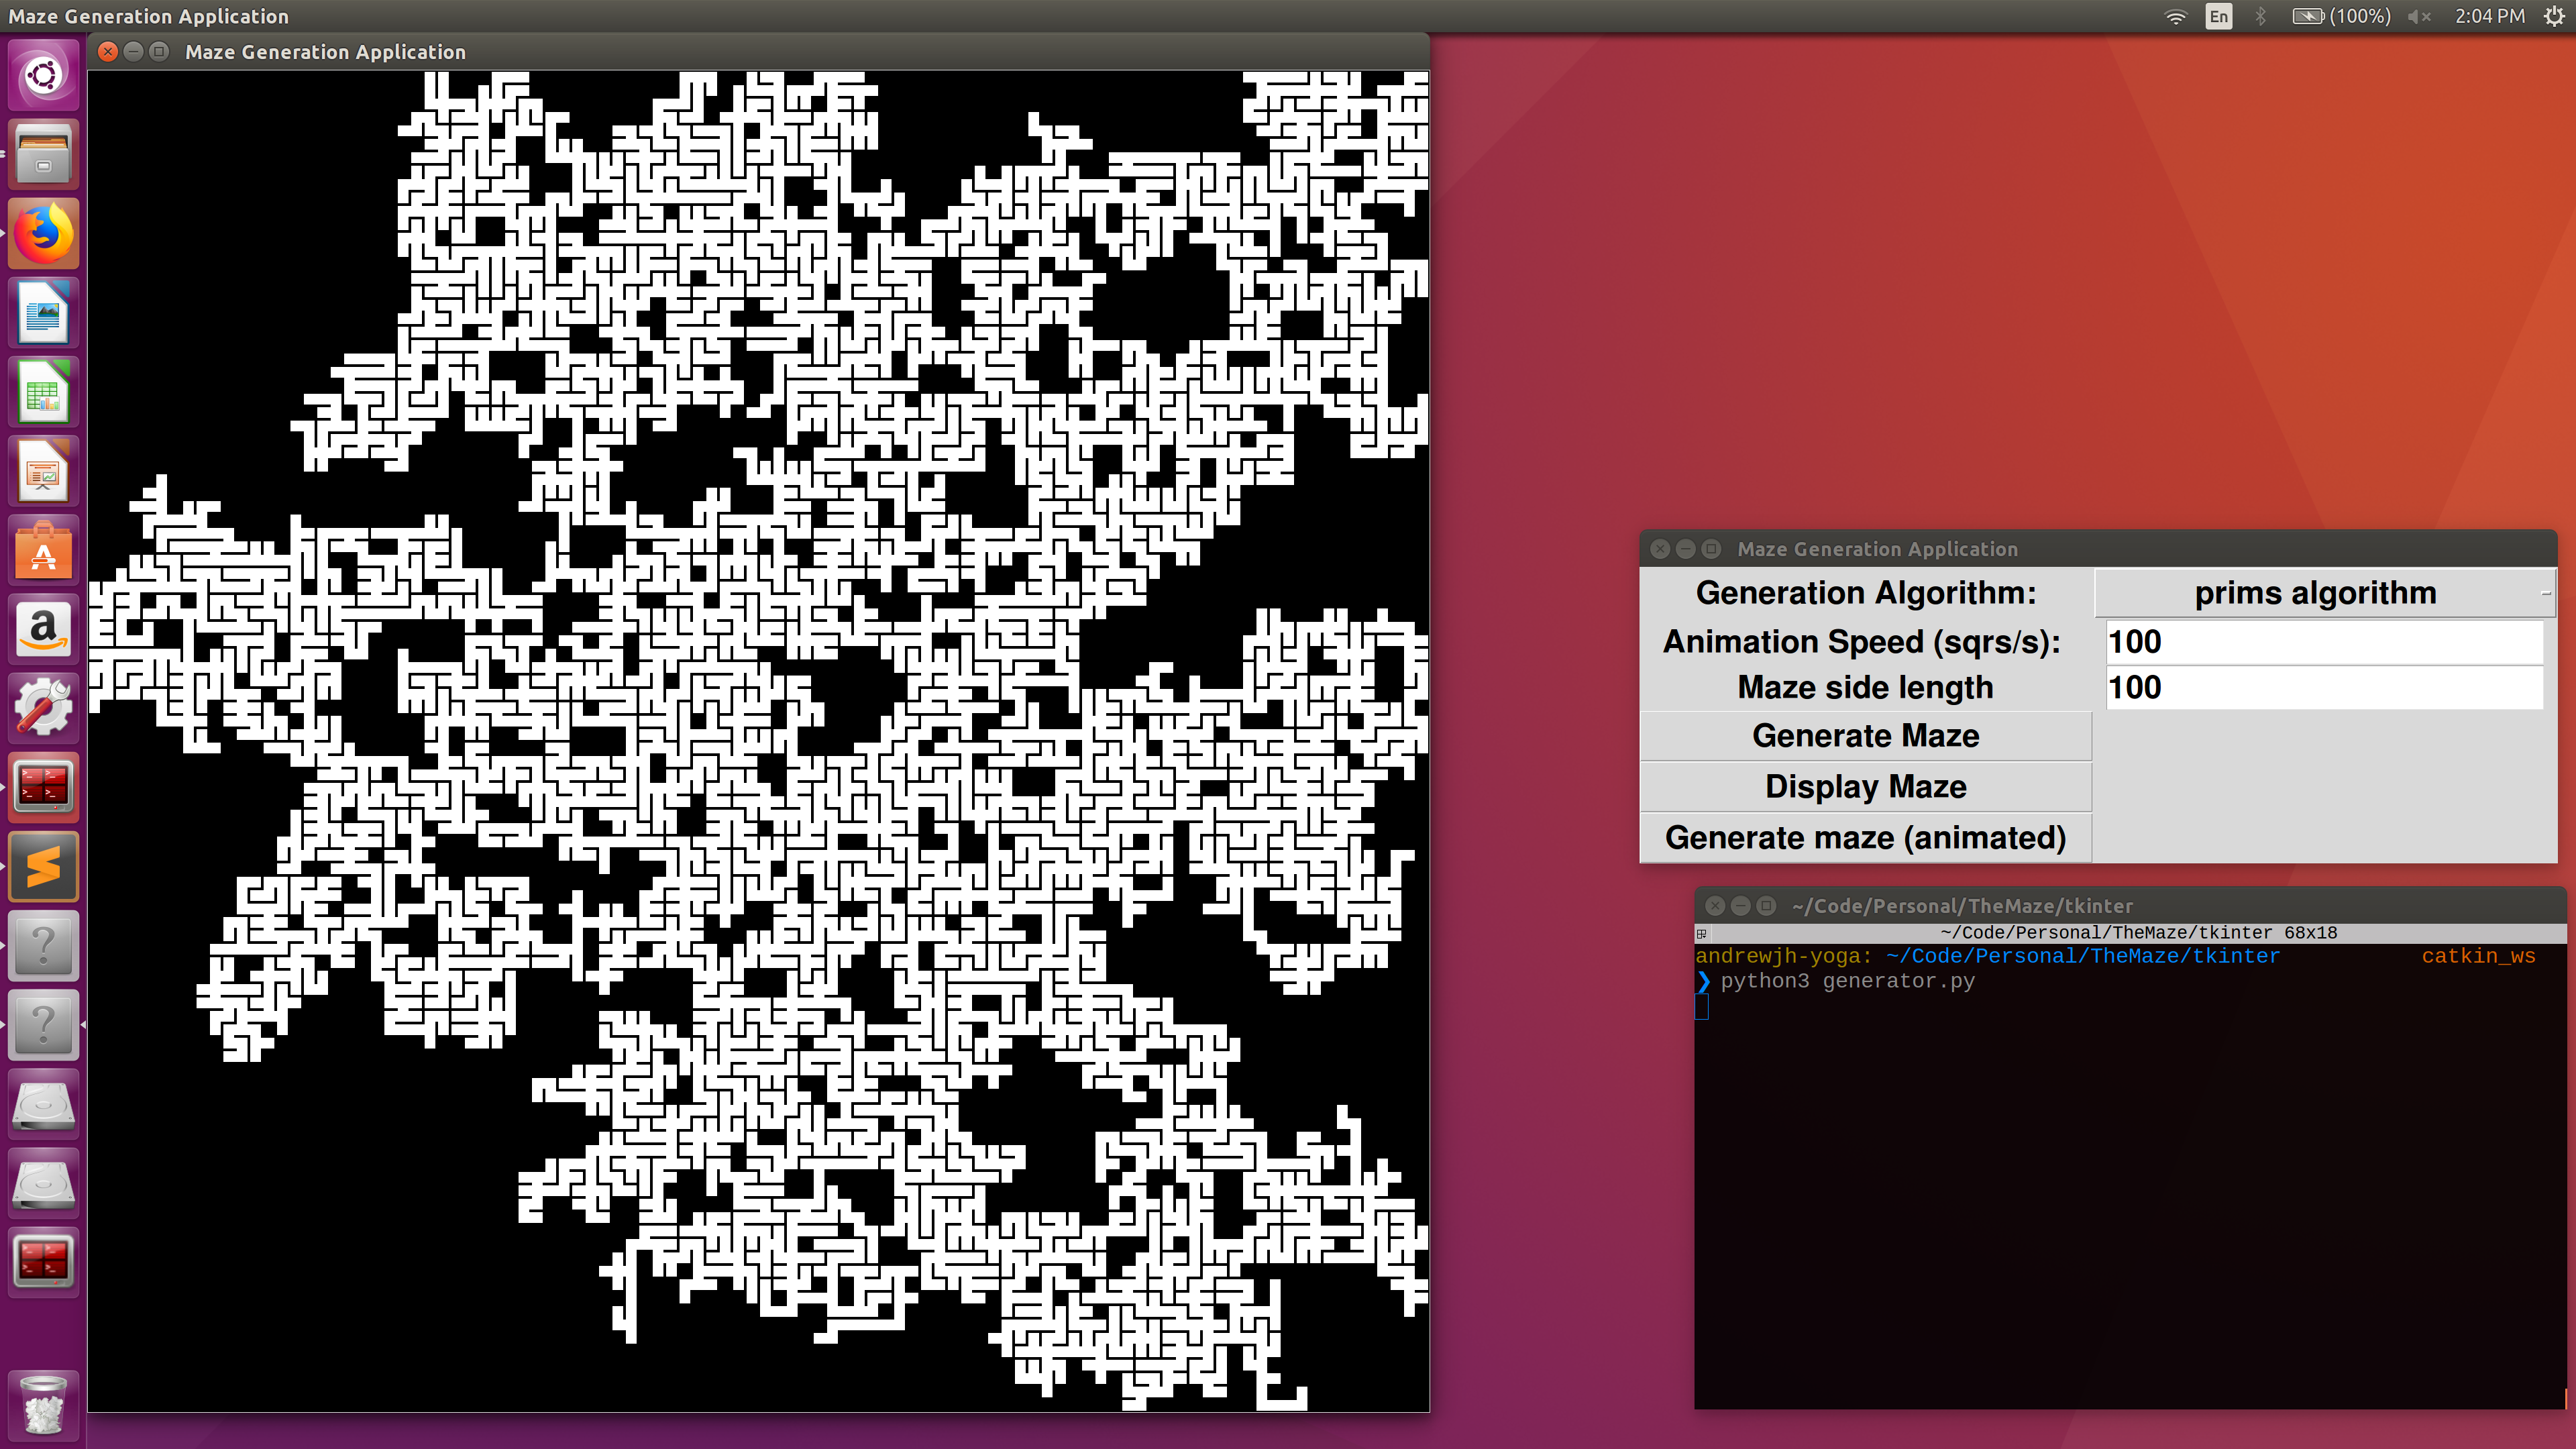 Maze Generation Application
En
(100%)
2:04 PM
Maze Generation Application
Maze Generation Application
Generation Algorithm:
prims algorithm
Animation Speed (sqrs/s):
100
Maze side length
100
Generate Maze
Display Maze
Generate maze (animated)
~/Code/Personal/TheMaze/tkinter
~/Code/Personal/TheMaze/tkinter 68x18
andrewjh-yoga: ~/Code/Personal/TheMaze/tkinter catkin_ws
❯ python3 generator.py